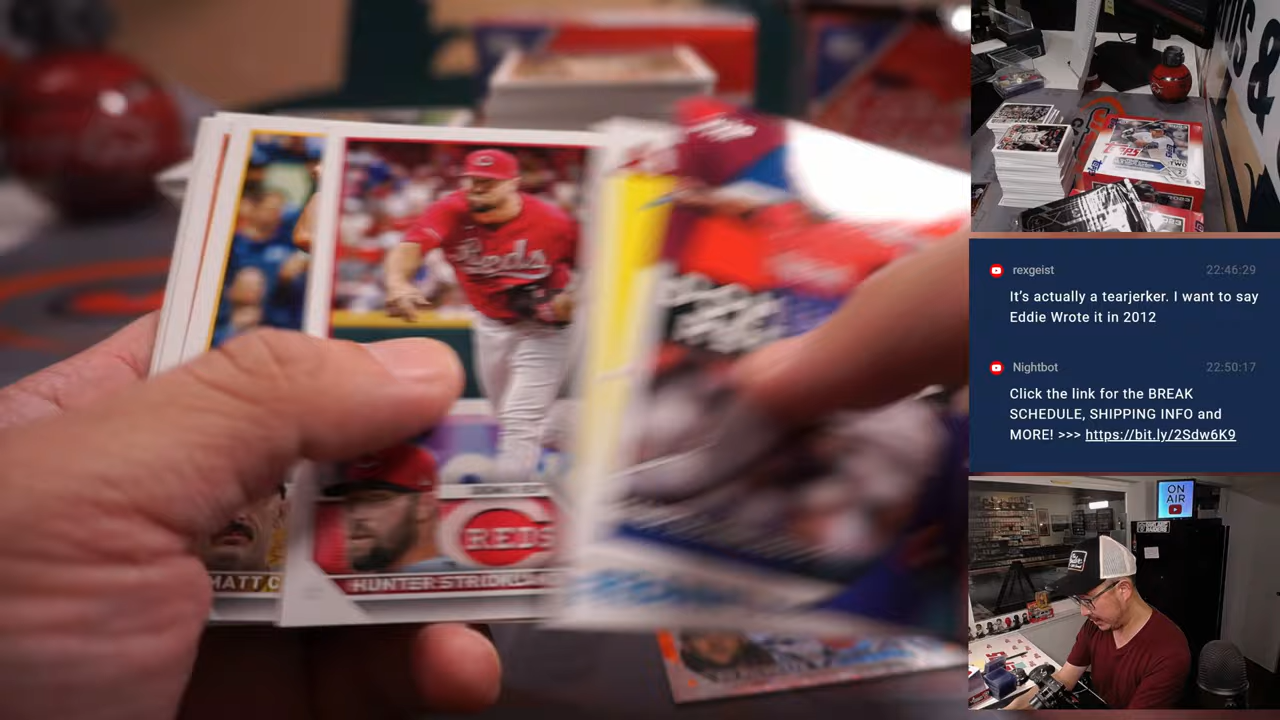 Reds
REDS
MATT C
HUNTER STRICKLAN
rexgeist
22:46:29
It's actually a tearjerker. I want to say
Eddie Wrote it in 2012
Nightbot
22:50:17
Click the link for the BREAK
SCHEDULE, SHIPPING INFO and
MORE! >>> https://bit.ly/2Sdw6K9
ON
AIR